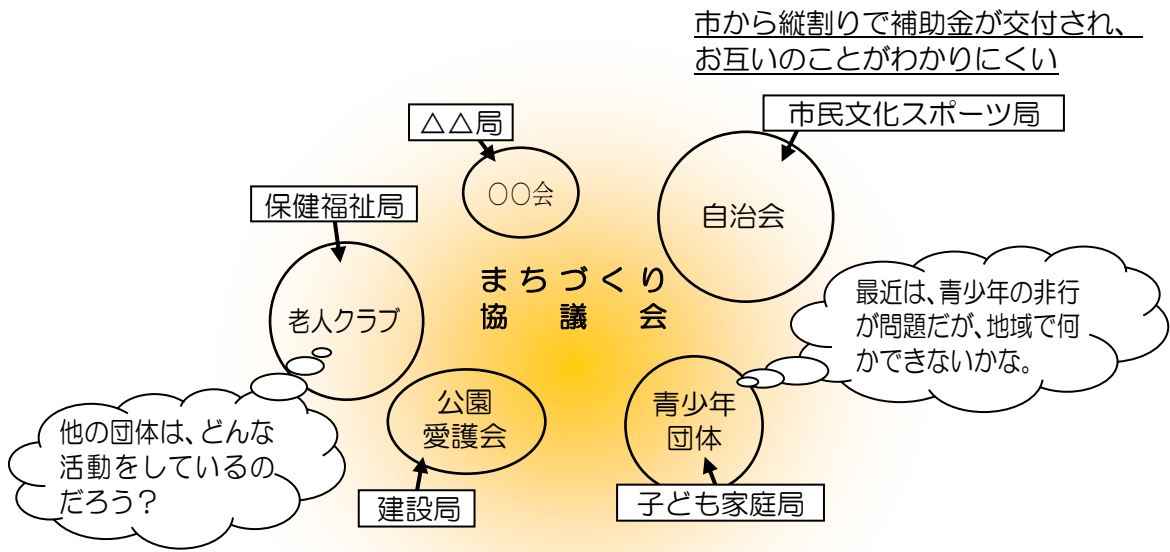 市から縦割りで補助金が交付され、
お互いのことがわかりにくい
△△局
市民文化スポーツ局
〇〇会
保健福祉局
自治会
まちづくり
協議会
老人クラブ
最近は、青少年の非行
が問題だが、地域で何
かできないかな。
公園
愛護会
青少年
団体
他の団体は、どんな
活動をしているの
だろう？
建設局
子ども家庭局